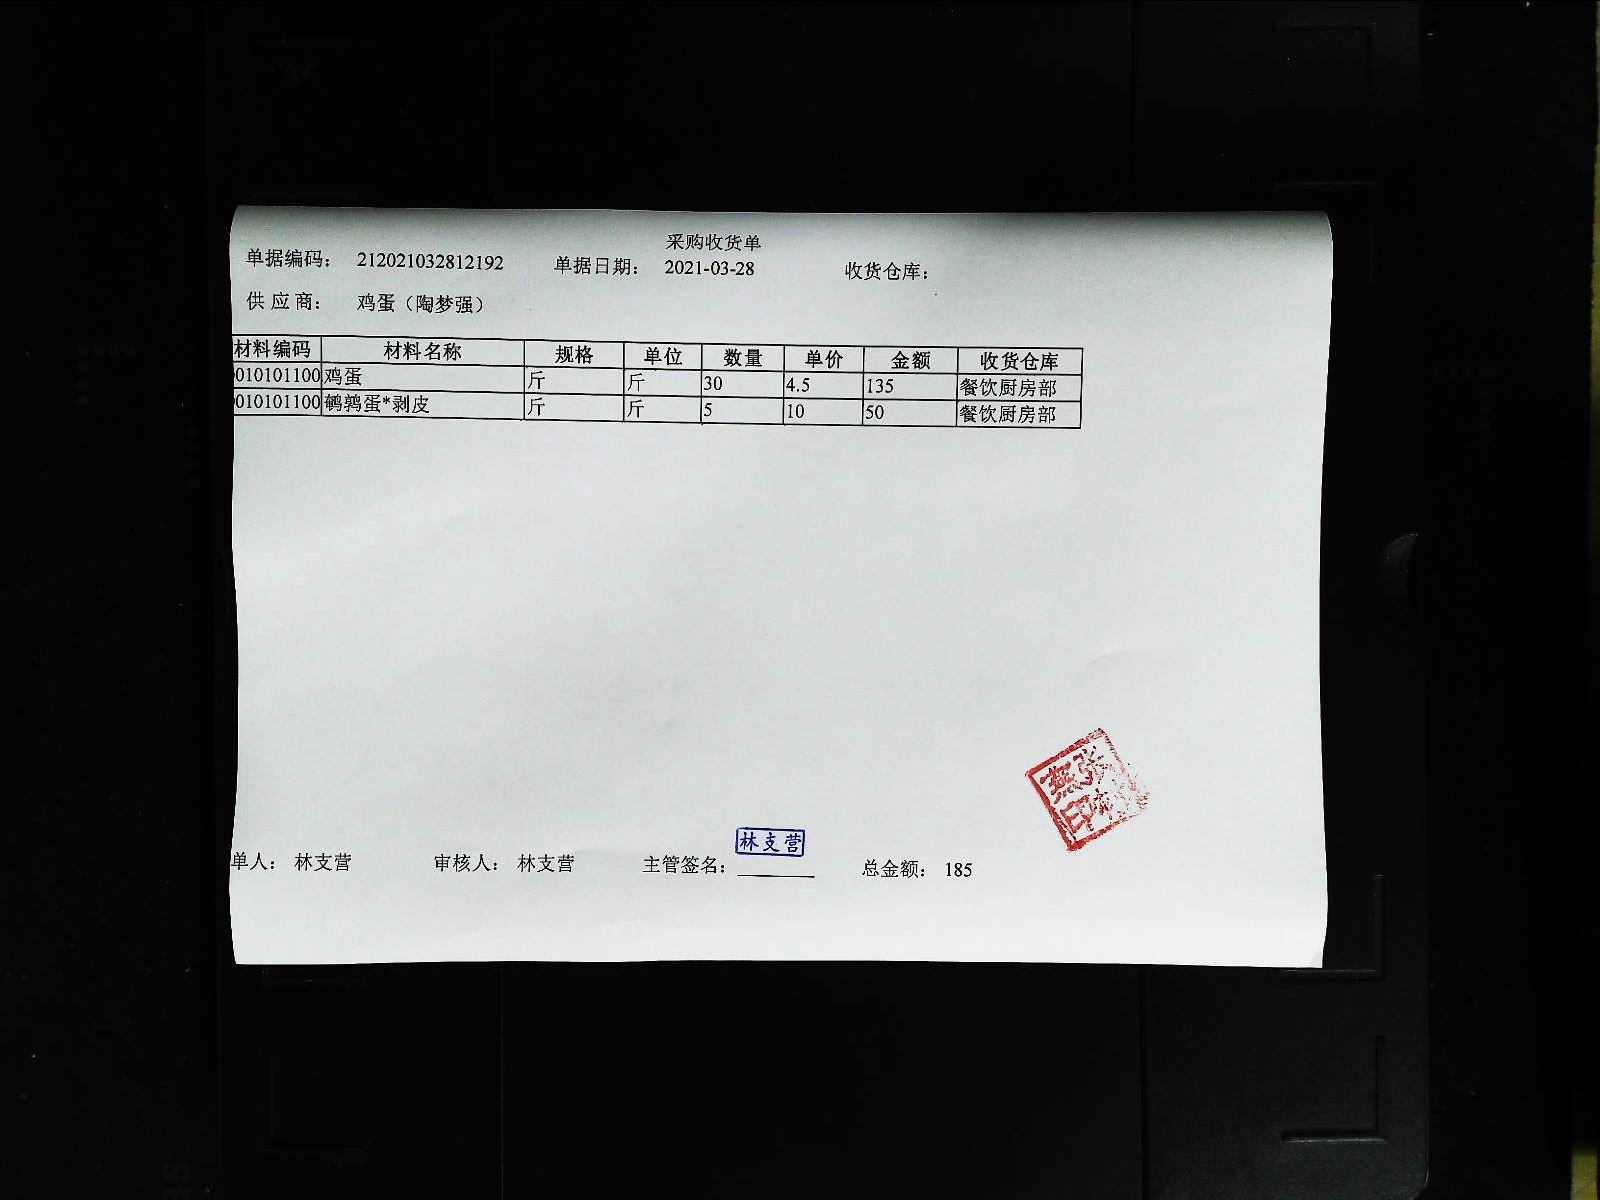 采购收货单
单据编码： 212021032812192 单据日期： 2021-03-28 收货仓库：
供应商： 鸡蛋（陶梦强）
材料编码 材料名称 规格 单位 数量 单价 金额 收货仓库
010101100 鸡蛋 斤 斤 30 4.5 135 餐饮厨房部
010101100 鹌鹑蛋*剥皮 斤 斤 5 10 50 餐饮厨房部
林支营
单人： 林支营 审核人： 林支营 主管签名： 总金额： 185
张
燕
印